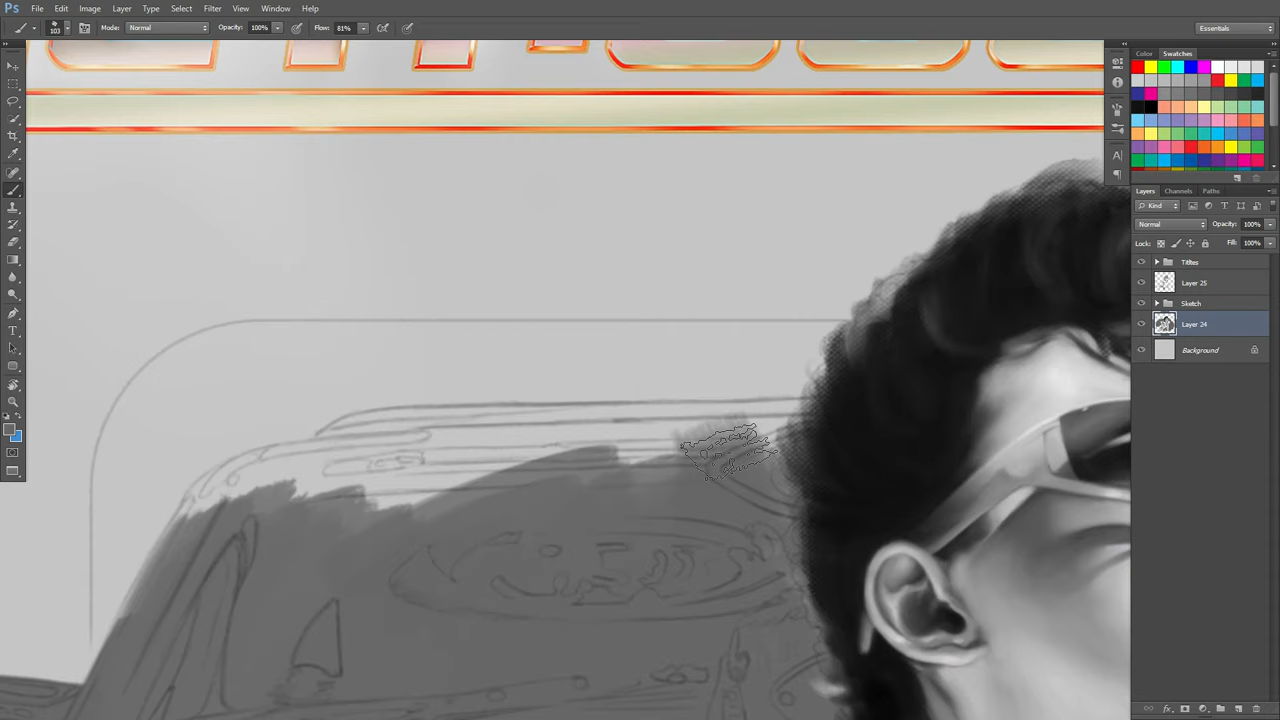 Ps File Edit Image Layer Type Select Filter View Window Help
103 Mode: Normal Opacity: 100% Flow: 81% Essentials
Color Swatches
Layers Channels Paths
Kind
Normal Opacity: 100%
Lock: Fill: 100%
Titles
Layer 25
Sketch
Layer 24
Background